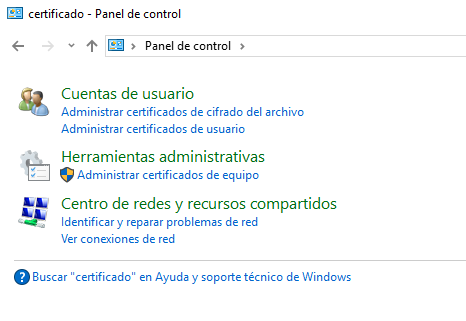 certificado - Panel de control
Panel de control
Cuentas de usuario
Administrar certificados de cifrado del archivo
Administrar certificados de usuario
Herramientas administrativas
Administrar certificados de equipo
Centro de redes y recursos compartidos
Identificar y reparar problemas de red
Ver conexiones de red
Buscar "certificado" en Ayuda y soporte técnico de Windows